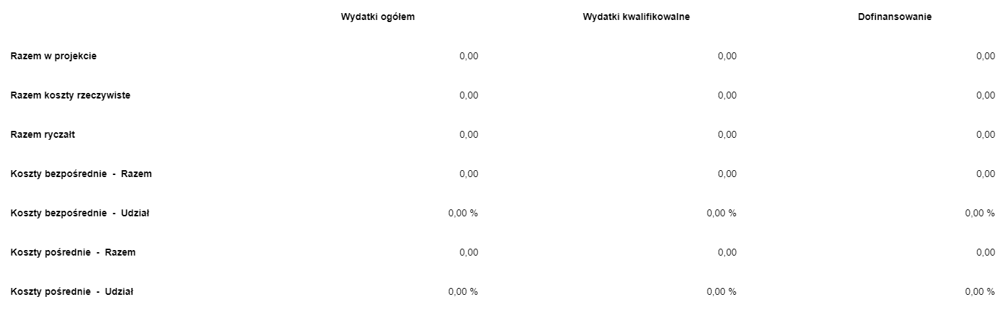 Wydatki ogółem Wydatki kwalifikowalne Dofinansowanie
Razem w projekcie 0,00 0,00 0,00
Razem koszty rzeczywiste 0,00 0,00 0,00
Razem ryczałt 0,00 0,00 0,00
Koszty bezpośrednie - Razem 0,00 0,00 0,00
Koszty bezpośrednie - Udział 0,00 % 0,00 % 0,00 %
Koszty pośrednie - Razem 0,00 0,00 0,00
Koszty pośrednie - Udział 0,00 % 0,00 % 0,00 %